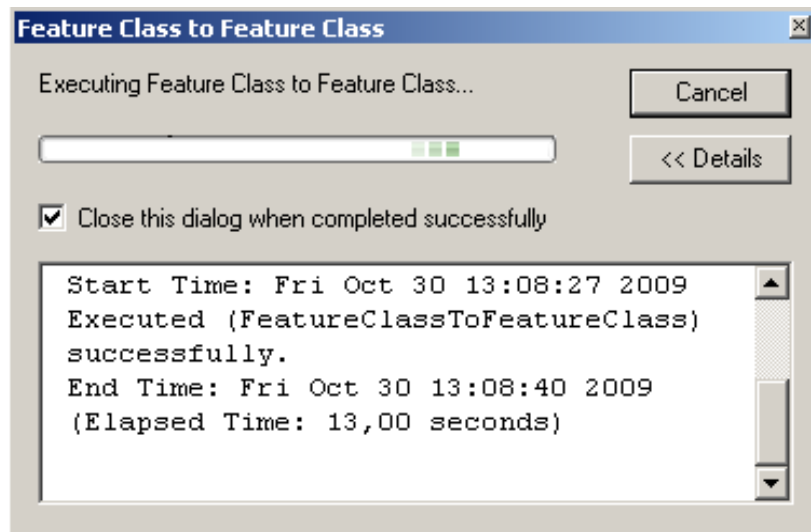 Feature Class to Feature Class
Executing Feature Class to Feature Class...
Cancel
<< Details
Close this dialog when completed successfully
Start Time: Fri Oct 30 13:08:27 2009
Executed (FeatureClassToFeatureClass)
successfully.
End Time: Fri Oct 30 13:08:40 2009
(Elapsed Time: 13,00 seconds)